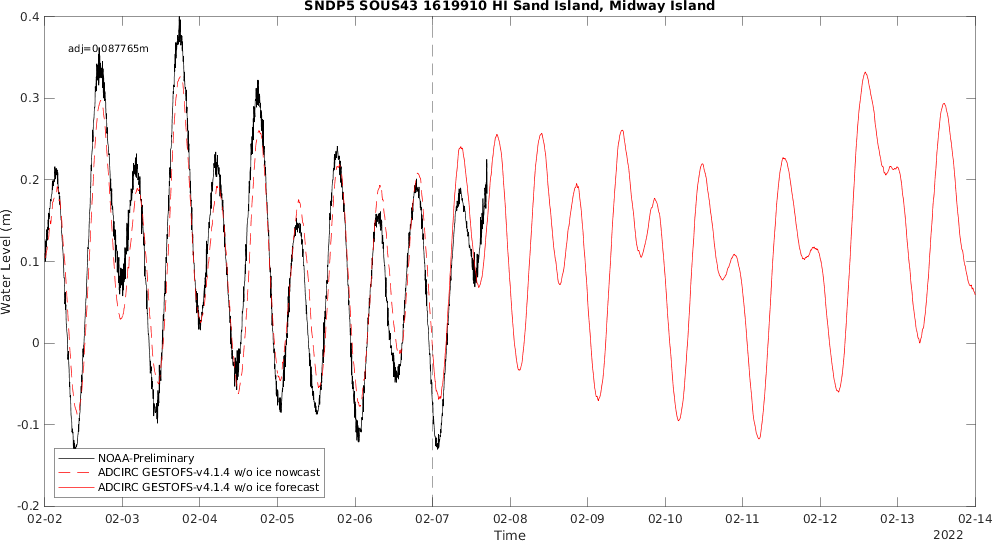 SNDP5 SOUS43 1619910 HI Sand Island, Midway Island
adj=0.087765m
Water Level (m)
0.4
0.3
0.2
0.1
0
-0.1
-0.2
NOAA-Preliminary
ADCIRC GESTOFS-v4.1.4 w/o ice nowcast
ADCIRC GESTOFS-v4.1.4 w/o ice forecast
02-02 02-03 02-04 02-05 02-06 02-07 02-08 02-09 02-10 02-11 02-12 02-13 02-14
Time
2022